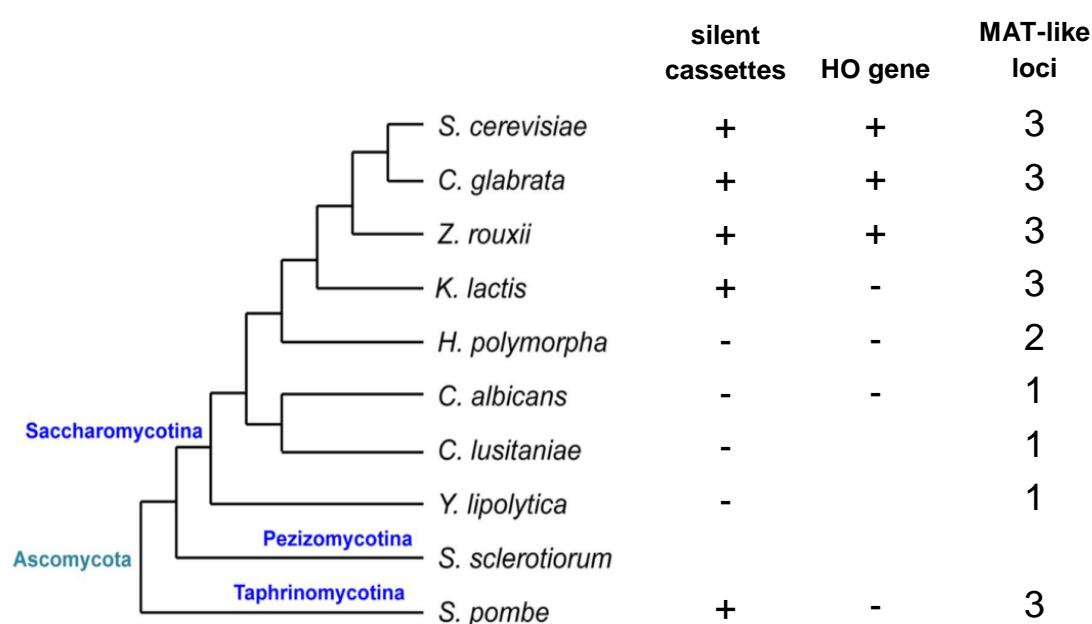 silent cassettes HO gene MAT-like loci
S. cerevisiae + + 3
C. glabrata + + 3
Z. rouxii + + 3
K. lactis + - 3
H. polymorpha - - 2
C. albicans - - 1
Saccharomycotina
C. lusitaniae - 1
Y. lipolytica - 1
Pezizomycotina
Ascomycota S. sclerotiorum
Taphrinomycotina
S. pombe + - 3